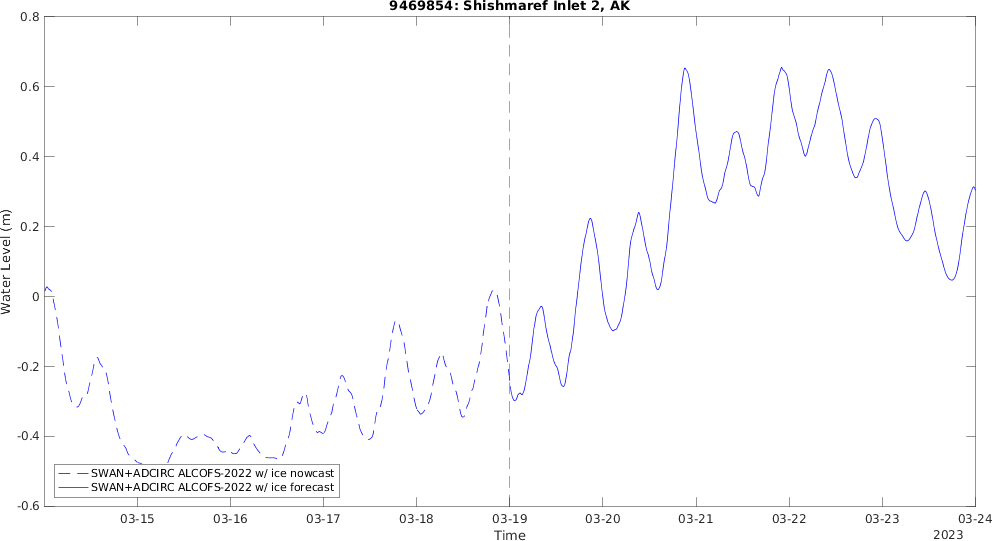 9469854: Shishmaref Inlet 2, AK
0.8
0.6
0.4
0.2
0
-0.2
-0.4
-0.6
Water Level (m)
SWAN+ADCIRC ALCOFS-2022 w/ ice nowcast
SWAN+ADCIRC ALCOFS-2022 w/ ice forecast
03-15 03-16 03-17 03-18 03-19 03-20 03-21 03-22 03-23 03-24
Time
2023